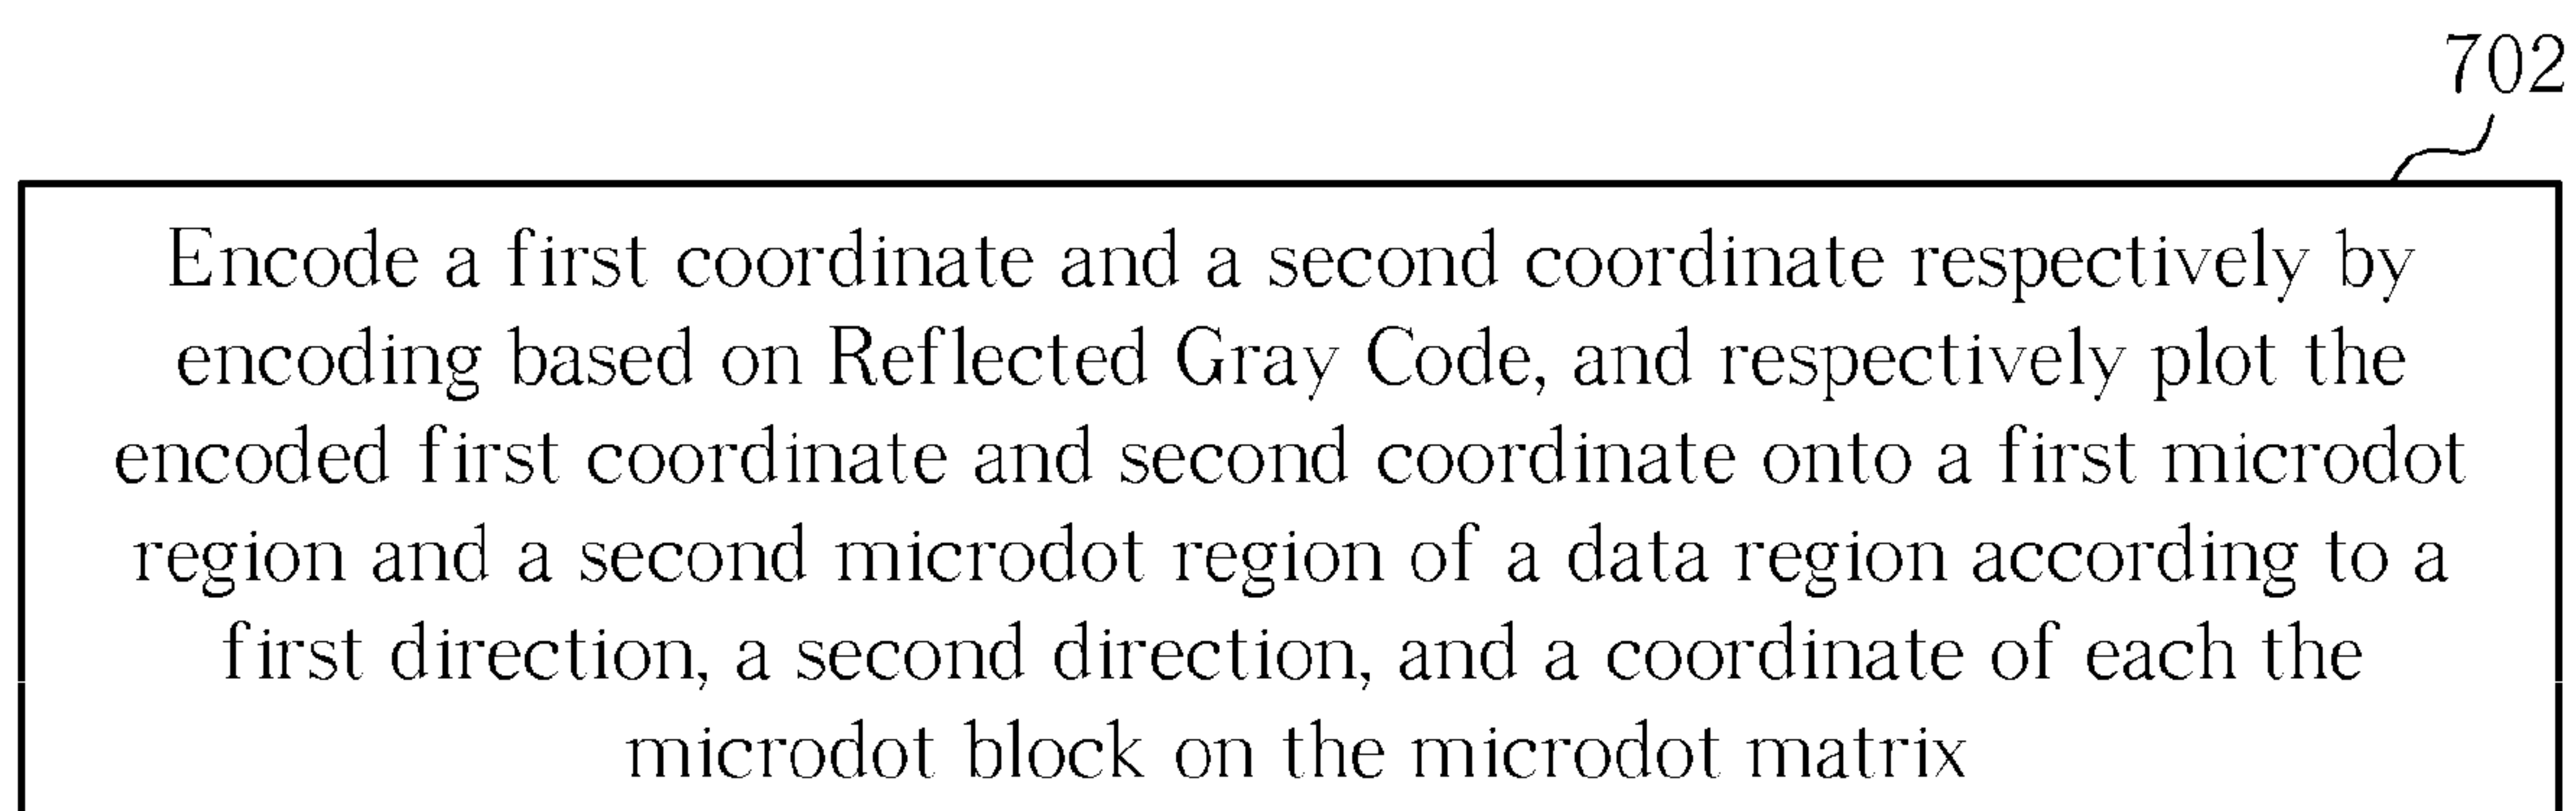 702
Encode a first coordinate and a second coordinate respectively by
encoding based on Reflected Gray Code, and respectively plot the
encoded first coordinate and second coordinate onto a first microdot
region and a second microdot region of a data region according to a
first direction, a second direction, and a coordinate of each the
microdot block on the microdot matrix